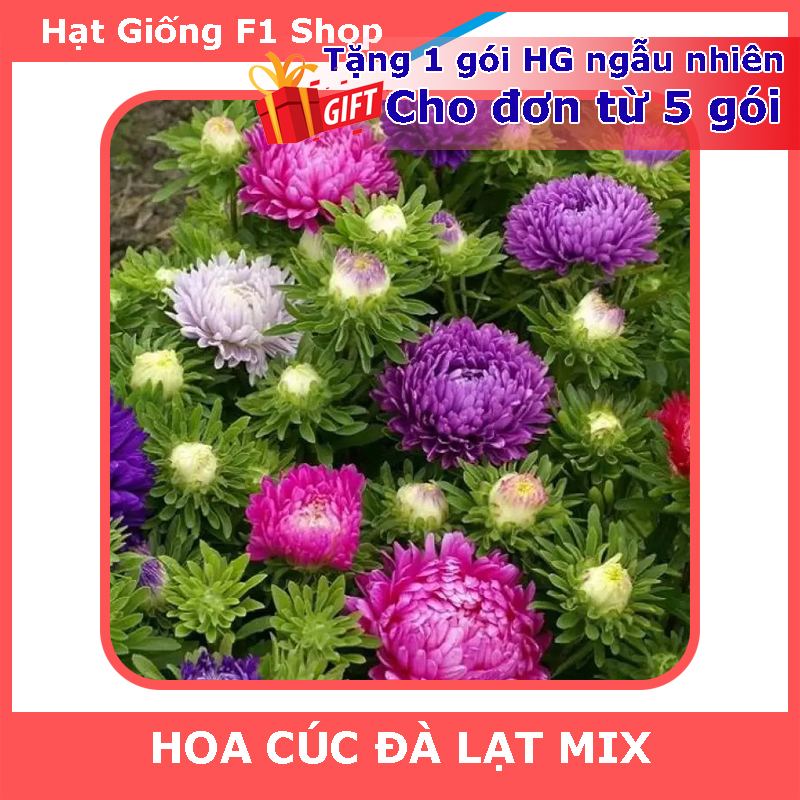 Hạt Giống F1 Shop
Tặng 1 gói HG ngẫu nhiên
GIFT
Cho đơn từ 5 gói
HOA CÚC ĐÀ LẠT MIX